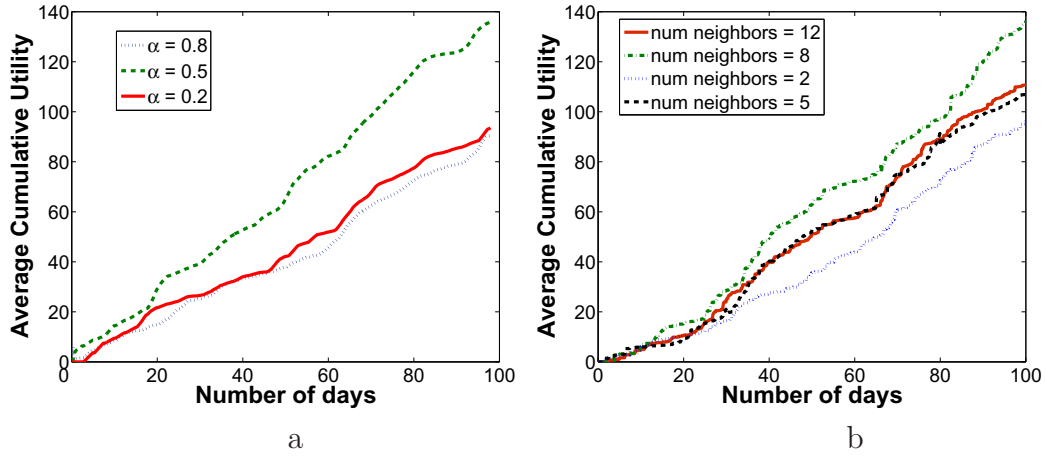 140
120
100
80
60
40
20
0
Average Cumulative Utility
α = 0.8
α = 0.5
α = 0.2
0 20 40 60 80 100
Number of days
a
140
120
100
80
60
40
20
0
Average Cumulative Utility
num neighbors = 12
num neighbors = 8
num neighbors = 2
num neighbors = 5
0 20 40 60 80 100
Number of days
b